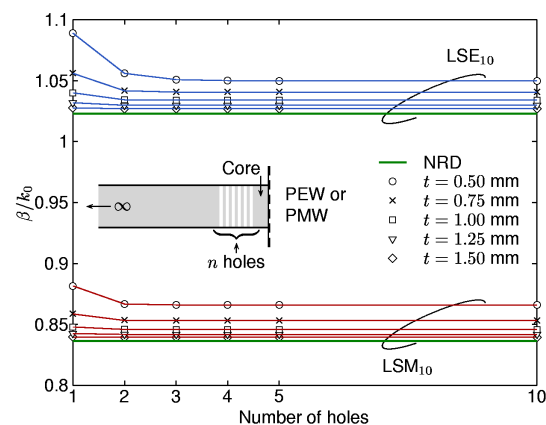 LSE₁₀
1.05
1
0.95
0.9
0.85
0.8
β/k₀
Core
∞
PEW or
PMW
n holes
NRD
t = 0.50 mm
t = 0.75 mm
t = 1.00 mm
t = 1.25 mm
t = 1.50 mm
LSM₁₀
1 2 3 4 5 10
Number of holes